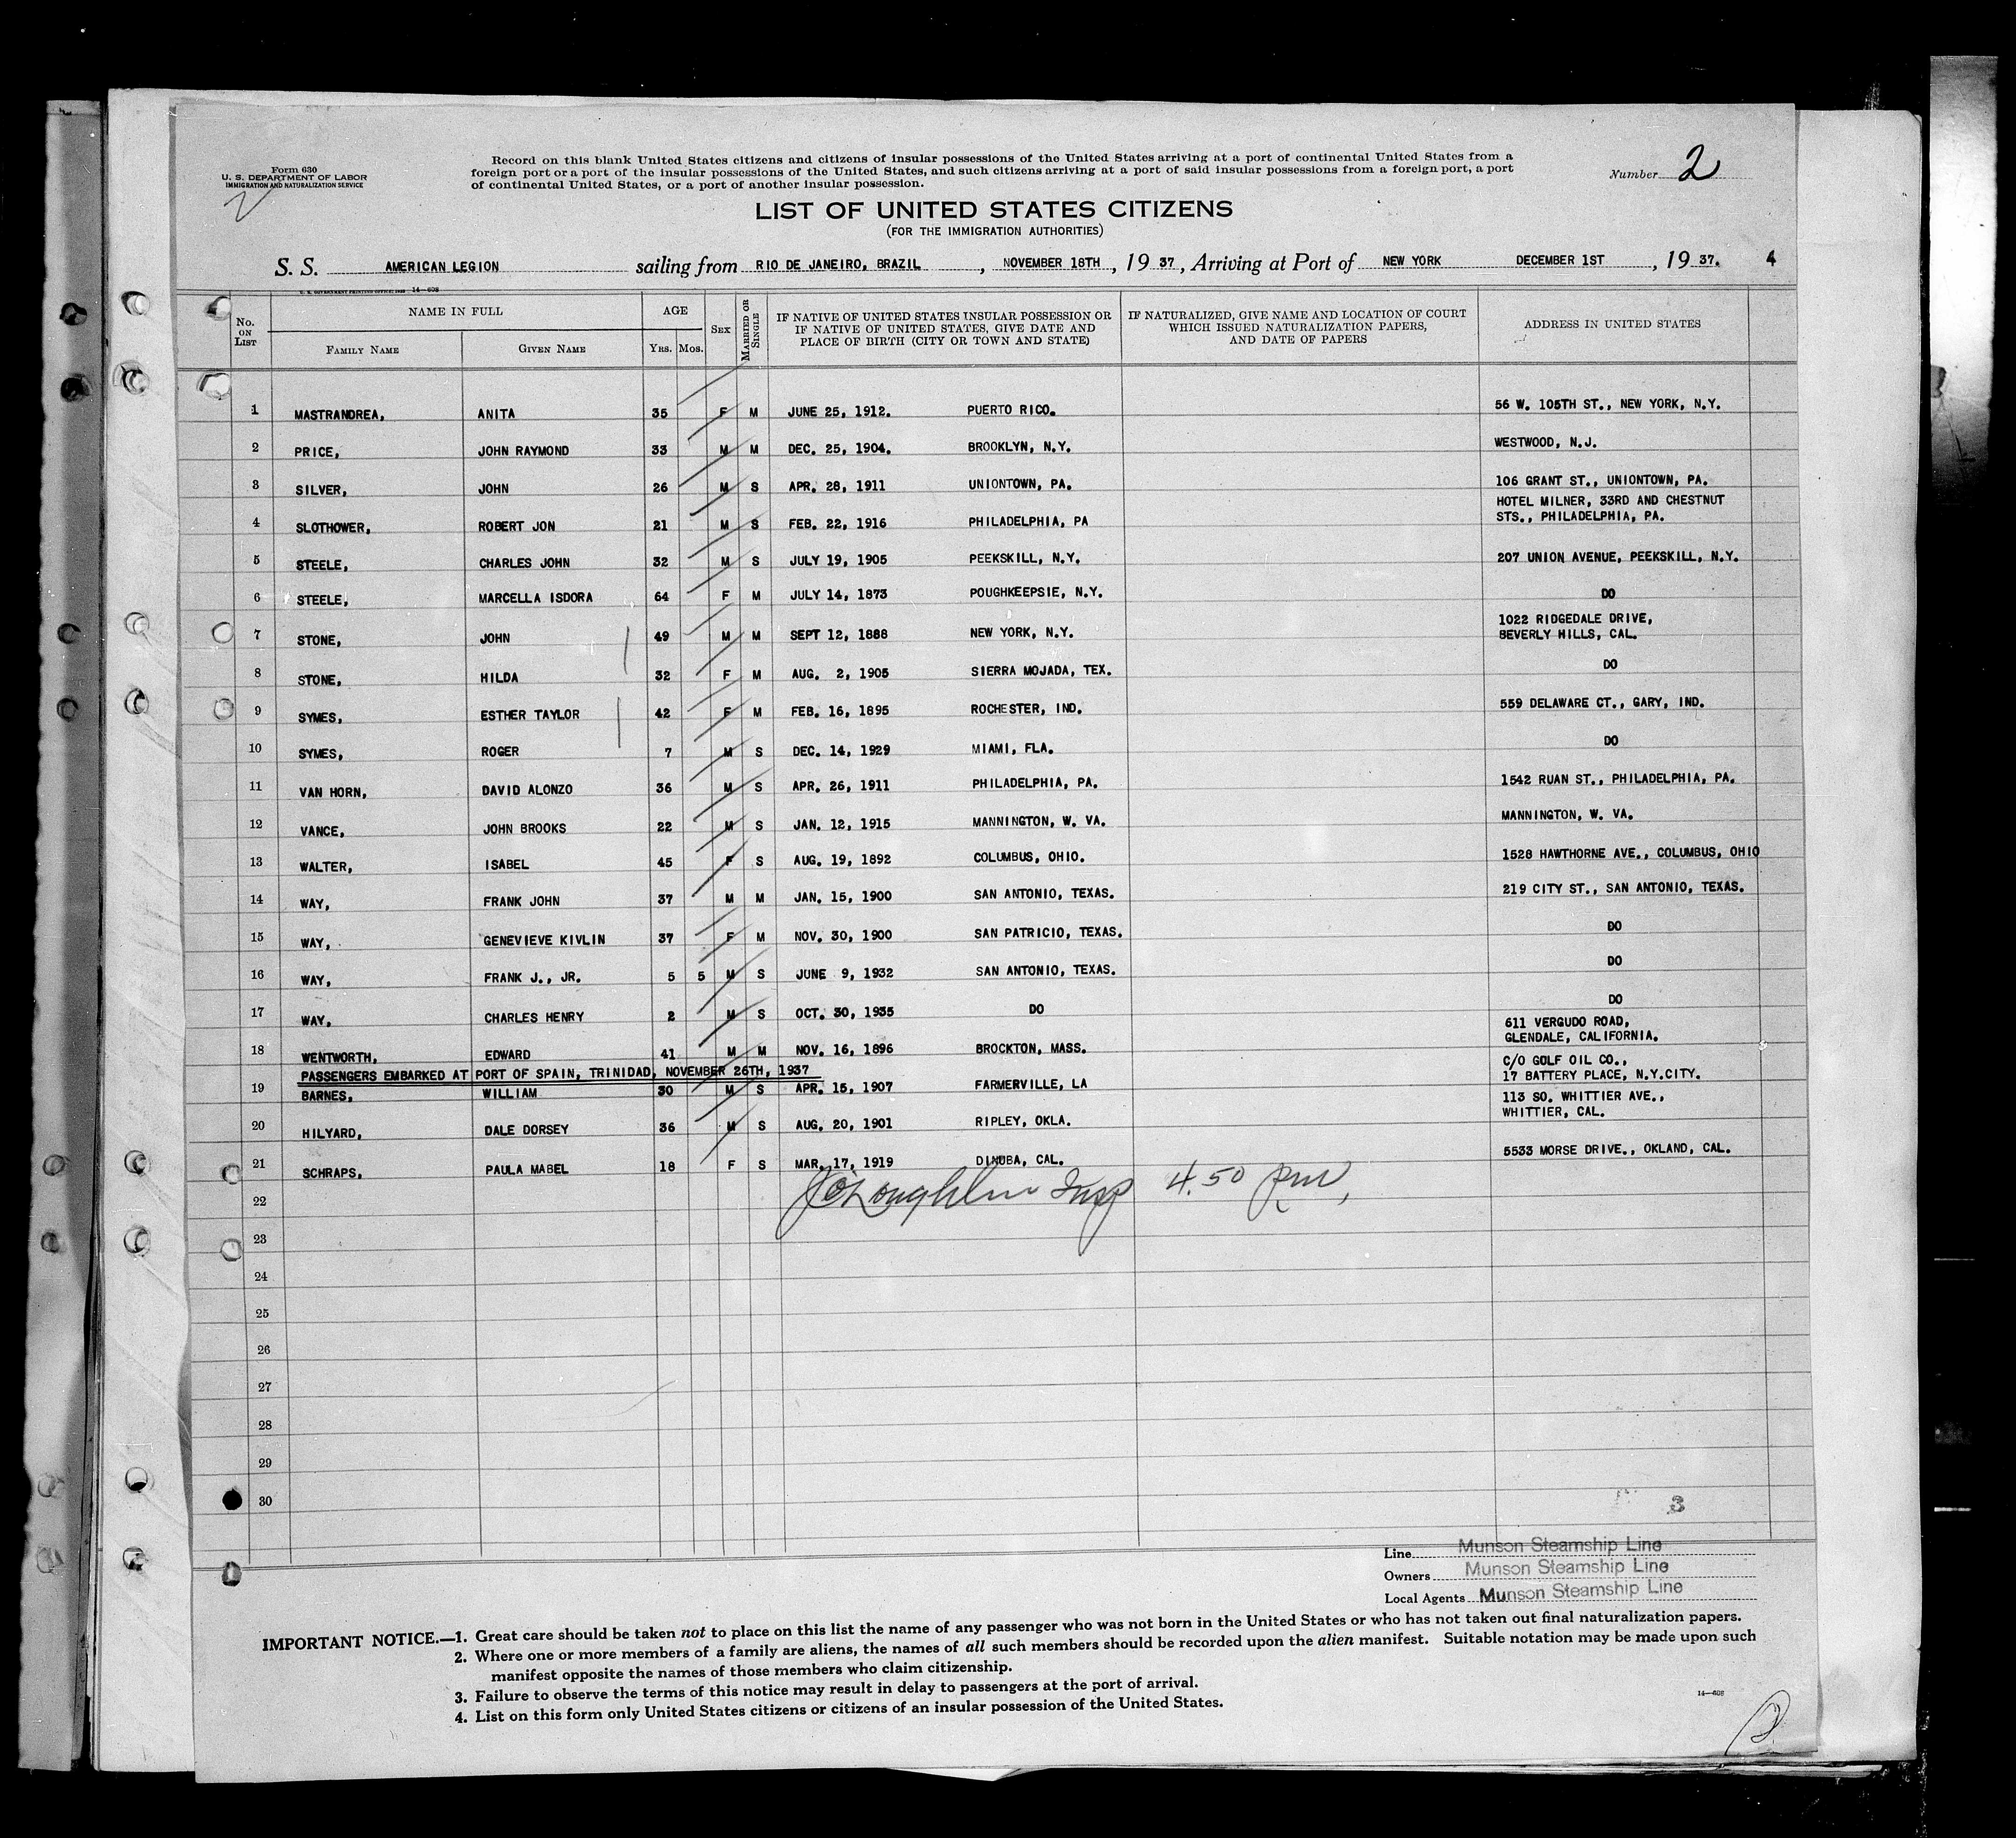 Form 630
U. S. DEPARTMENT OF LABOR
IMMIGRATION AND NATURALIZATION SERVICE
Record on this blank United States citizens and citizens of insular possessions of the United States arriving at a port of continental United States from a
foreign port or a port of the insular possessions of the United States, and such citizens arriving at a port of said insular possessions from a foreign port, a port
of continental United States, or a port of another insular possession.
Number 2
LIST OF UNITED STATES CITIZENS
(FOR THE IMMIGRATION AUTHORITIES)
S. S. AMERICAN LEGION sailing from RIO DE JANEIRO, BRAZIL, NOVEMBER 18TH, 19 37, Arriving at Port of NEW YORK DECEMBER 1ST, 19 37. 4
No. ON LIST NAME IN FULL AGE SEX MARRIED OR SINGLE IF NATIVE OF UNITED STATES INSULAR POSSESSION OR IF NATIVE OF UNITED STATES, GIVE DATE AND PLACE OF BIRTH (CITY OR TOWN AND STATE) IF NATURALIZED, GIVE NAME AND LOCATION OF COURT WHICH ISSUED NATURALIZATION PAPERS, AND DATE OF PAPERS ADDRESS IN UNITED STATES
FAMILY NAME GIVEN NAME YRS. MOS.
1 MASTRANDREA, ANITA 35 F M JUNE 25, 1912. PUERTO RICO. 56 W. 105TH ST., NEW YORK, N.Y.
2 PRICE, JOHN RAYMOND 33 M M DEC. 25, 1904. BROOKLYN, N.Y. WESTWOOD, N.J.
3 SILVER, JOHN 26 M S APR. 28, 1911 UNIONTOWN, PA. 106 GRANT ST., UNIONTOWN, PA.
4 SLOTHOWER, ROBERT JON 21 M S FEB. 22, 1916 PHILADELPHIA, PA HOTEL MILNER, 33RD AND CHESTNUT
STS., PHILADELPHIA, PA.
5 STEELE, CHARLES JOHN 32 M S JULY 19, 1905 PEEKSKILL, N.Y. 207 UNION AVENUE, PEEKSKILL, N.Y.
6 STEELE, MARCELLA ISDORA 64 F M JULY 14, 1873 POUGHKEEPSIE, N.Y. DO
7 STONE, JOHN 49 M M SEPT 12, 1888 NEW YORK, N.Y. 1022 RIDGEDALE DRIVE,
BEVERLY HILLS, CAL.
8 STONE, HILDA 32 F M AUG. 2, 1905 SIERRA MOJADA, TEX. DO
9 SYMES, ESTHER TAYLOR 42 F M FEB. 16, 1895 ROCHESTER, IND. 559 DELAWARE CT., GARY, IND.
10 SYMES, ROGER 7 M S DEC. 14, 1929 MIAMI, FLA. DO
11 VAN HORN, DAVID ALONZO 36 M S APR. 26, 1911 PHILADELPHIA, PA. 1542 RUAN ST., PHILADELPHIA, PA.
12 VANCE, JOHN BROOKS 22 M S JAN. 12, 1915 MANNINGTON, W. VA. MANNINGTON, W. VA.
13 WALTER, ISABEL 45 F S AUG. 19, 1892 COLUMBUS, OHIO. 1528 HAWTHORNE AVE., COLUMBUS, OHIO
14 WAY, FRANK JOHN 37 M M JAN. 15, 1900 SAN ANTONIO, TEXAS. 219 CITY ST., SAN ANTONIO, TEXAS.
15 WAY, GENEVIEVE KIVLIN 37 F M NOV. 30, 1900 SAN PATRICIO, TEXAS. DO
16 WAY, FRANK J., JR. 5 5 M S JUNE 9, 1932 SAN ANTONIO, TEXAS. DO
17 WAY, CHARLES HENRY 2 M S OCT. 30, 1935 DO DO
18 WENTWORTH, EDWARD 41 M M NOV. 16, 1896 BROCKTON, MASS. 611 VERGUDO ROAD,
GLENDALE, CALIFORNIA.
PASSENGERS EMBARKED AT PORT OF SPAIN, TRINIDAD, NOVEMBER 26TH, 1937
19 BARNES, WILLIAM 30 M S APR. 15, 1907 FARMERVILLE, LA C/O GOLF OIL CO.,
17 BATTERY PLACE, N.Y.CITY.
20 HILYARD, DALE DORSEY 36 M S AUG. 20, 1901 RIPLEY, OKLA. 113 SO. WHITTIER AVE.,
WHITTIER, CAL.
21 SCHRAPS, PAULA MABEL 18 F S MAR. 17, 1919 DINUBA, CAL. 5533 MORSE DRIVE., OKLAND, CAL.
22 J O'Loughlin Insp 4.50 pm,
23
24
25
26
27
28
29
30
3
Line Munson Steamship Line
Owners Munson Steamship Line
Local Agents Munson Steamship Line
IMPORTANT NOTICE.—1. Great care should be taken not to place on this list the name of any passenger who was not born in the United States or who has not taken out final naturalization papers.
2. Where one or more members of a family are aliens, the names of all such members should be recorded upon the alien manifest. Suitable notation may be made upon such
manifest opposite the names of those members who claim citizenship.
3. Failure to observe the terms of this notice may result in delay to passengers at the port of arrival.
4. List on this form only United States citizens or citizens of an insular possession of the United States.
14—608